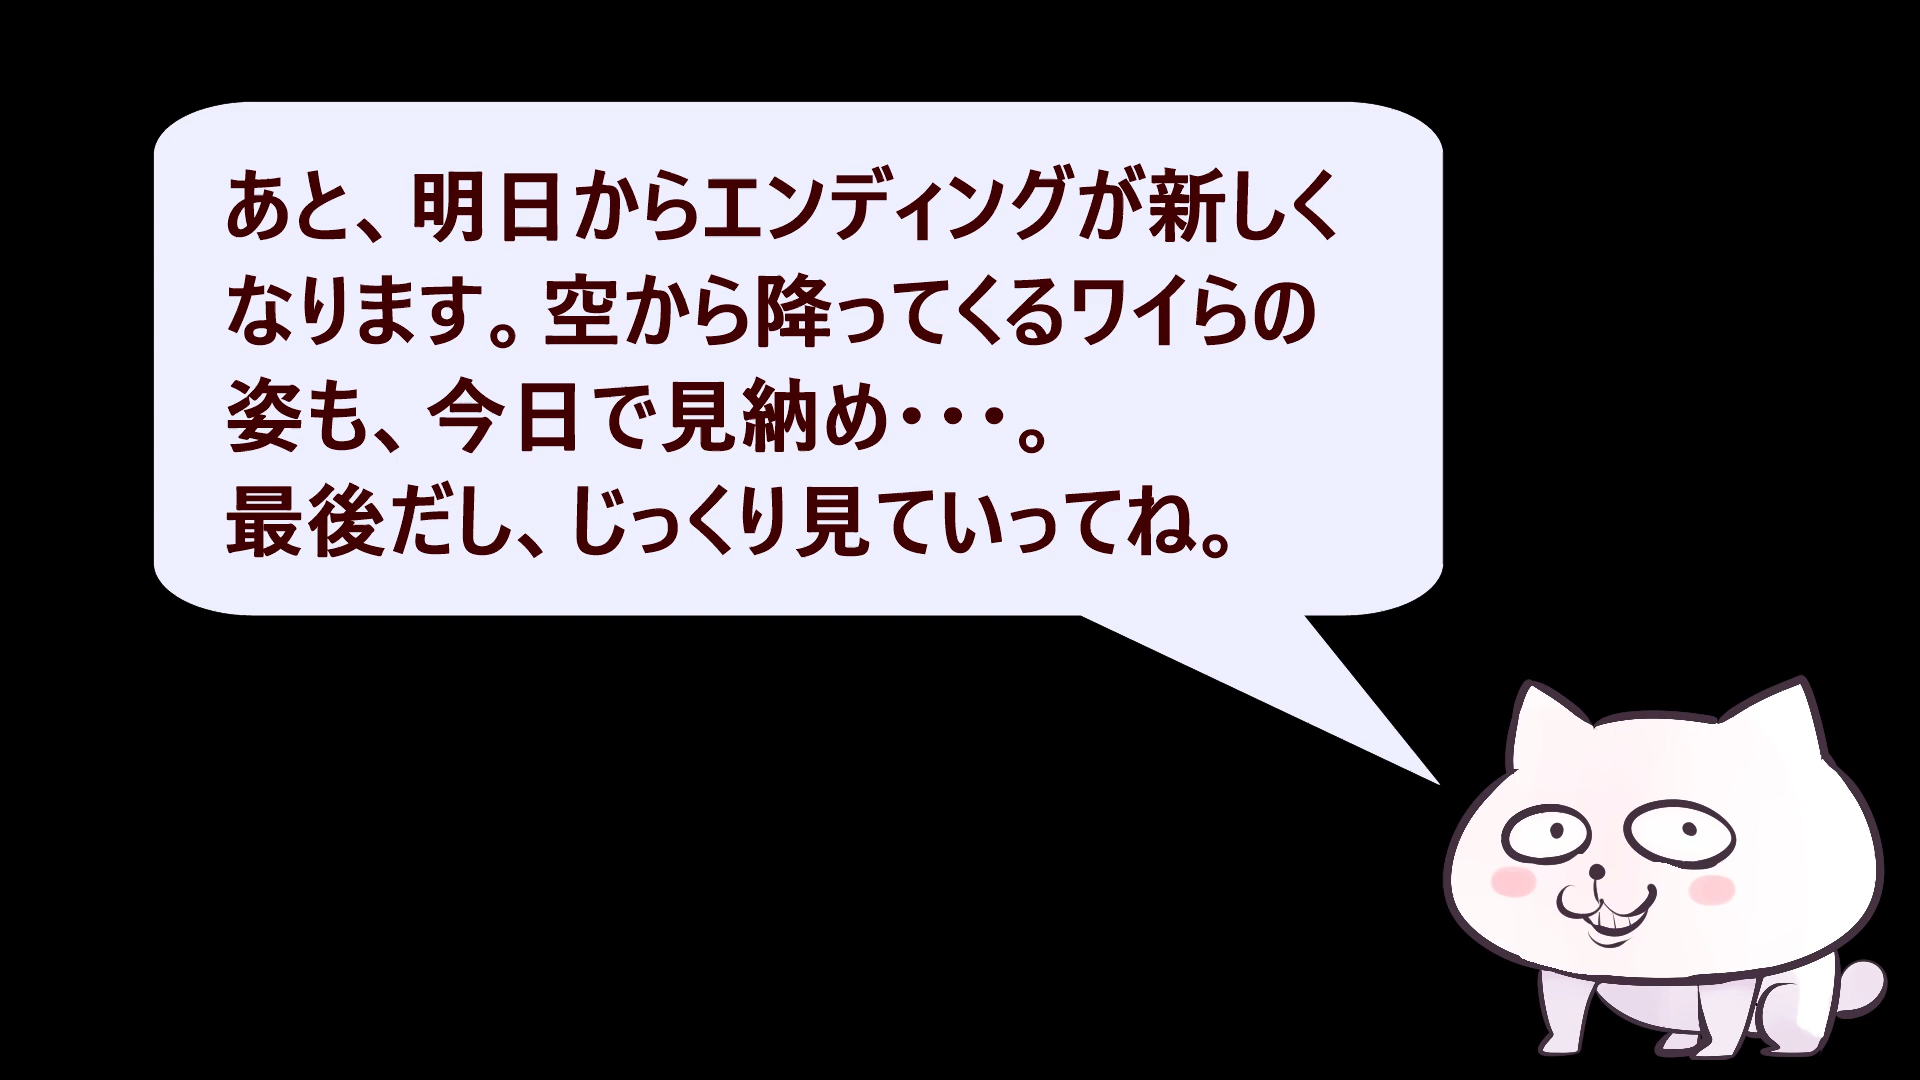 あと、明日からエンディングが新しく
なります。空から降ってくるワイらの
姿も、今日で見納め・・・。
最後だし、じっくり見ていってね。